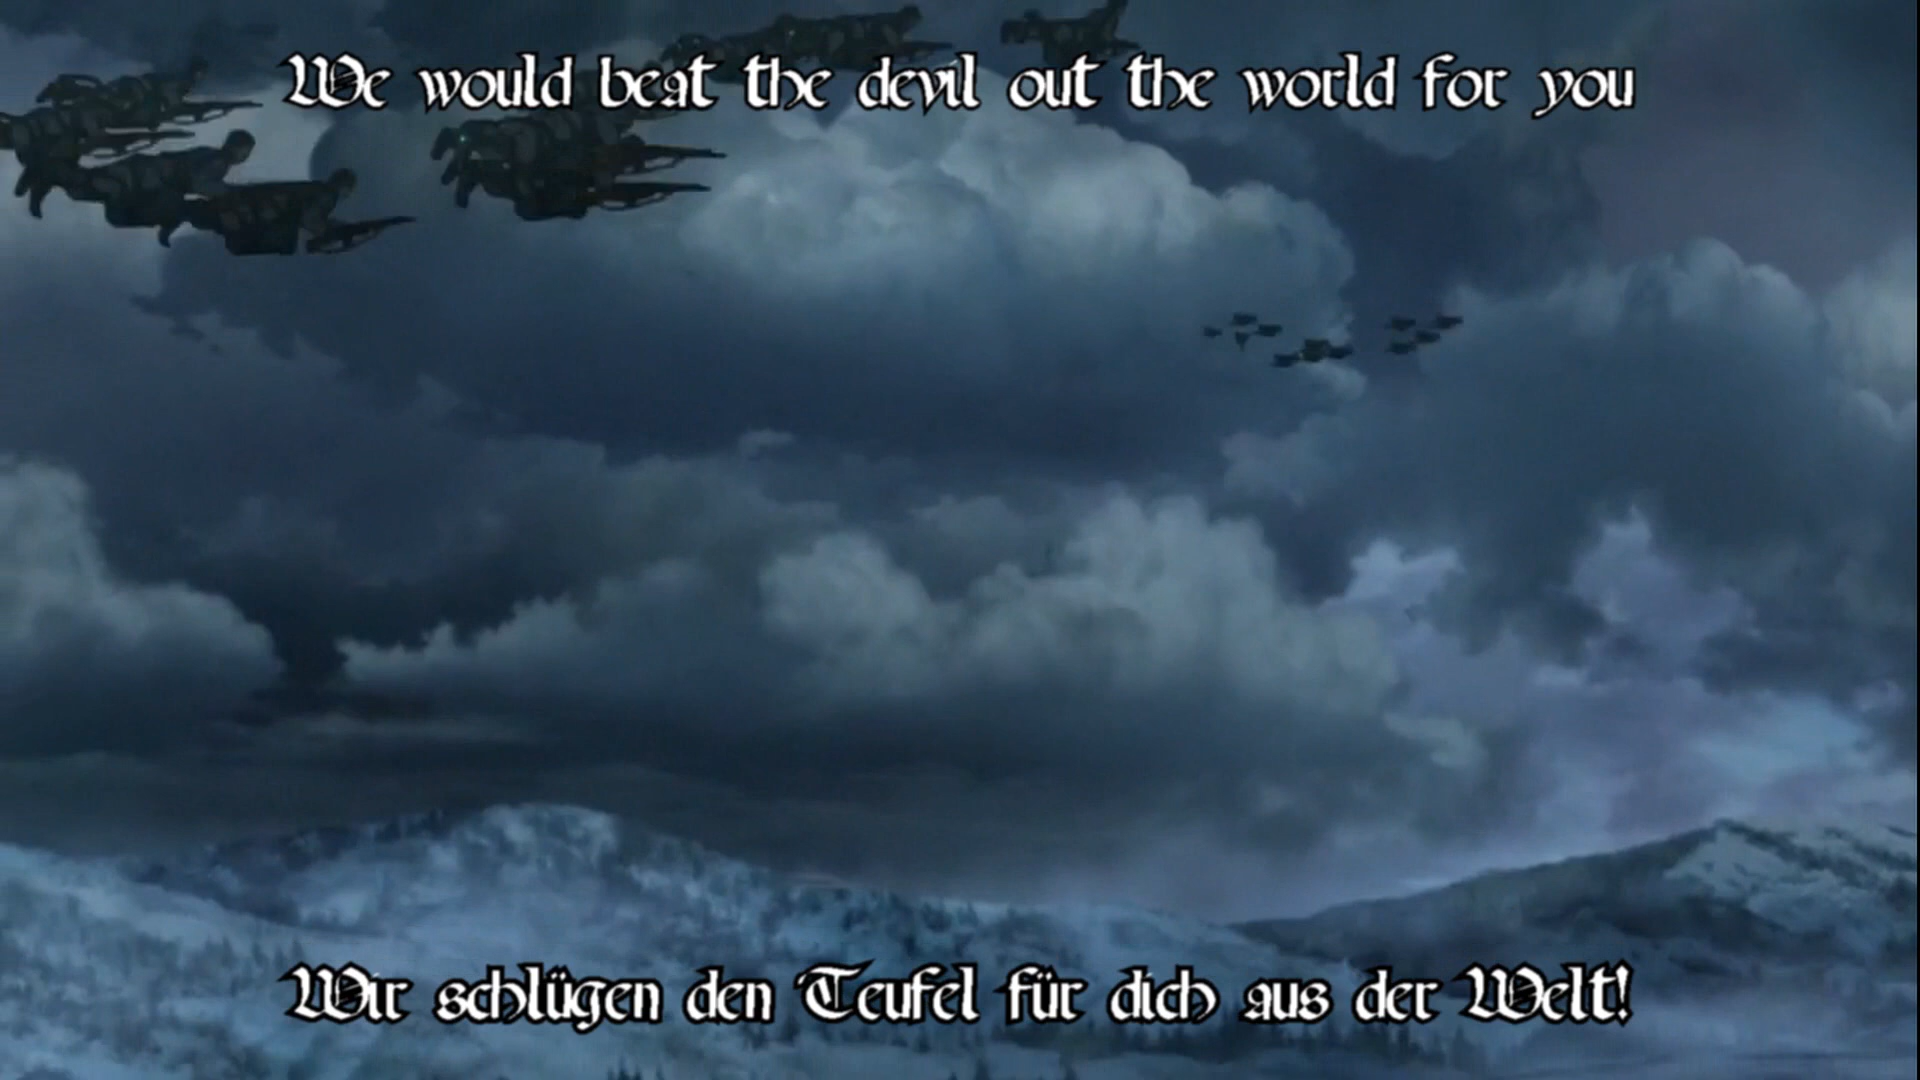 We would beat the devil out the world for you
Wir schlügen den Teufel für dich aus der Welt!